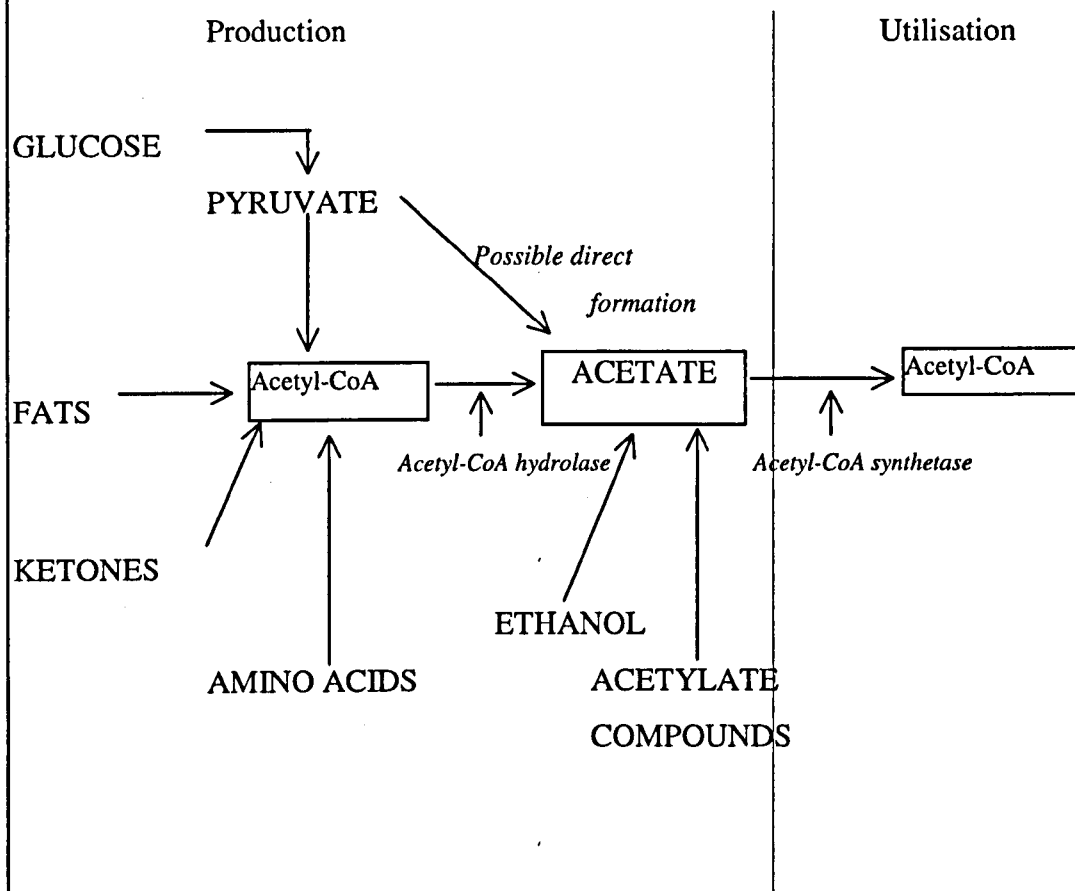 Production
Utilisation
GLUCOSE
PYRUVATE
Possible direct
formation
Acetyl-CoA
ACETATE
Acetyl-CoA
FATS
Acetyl-CoA hydrolase
Acetyl-CoA synthetase
KETONES
ETHANOL
AMINO ACIDS
ACETYLATE
COMPOUNDS